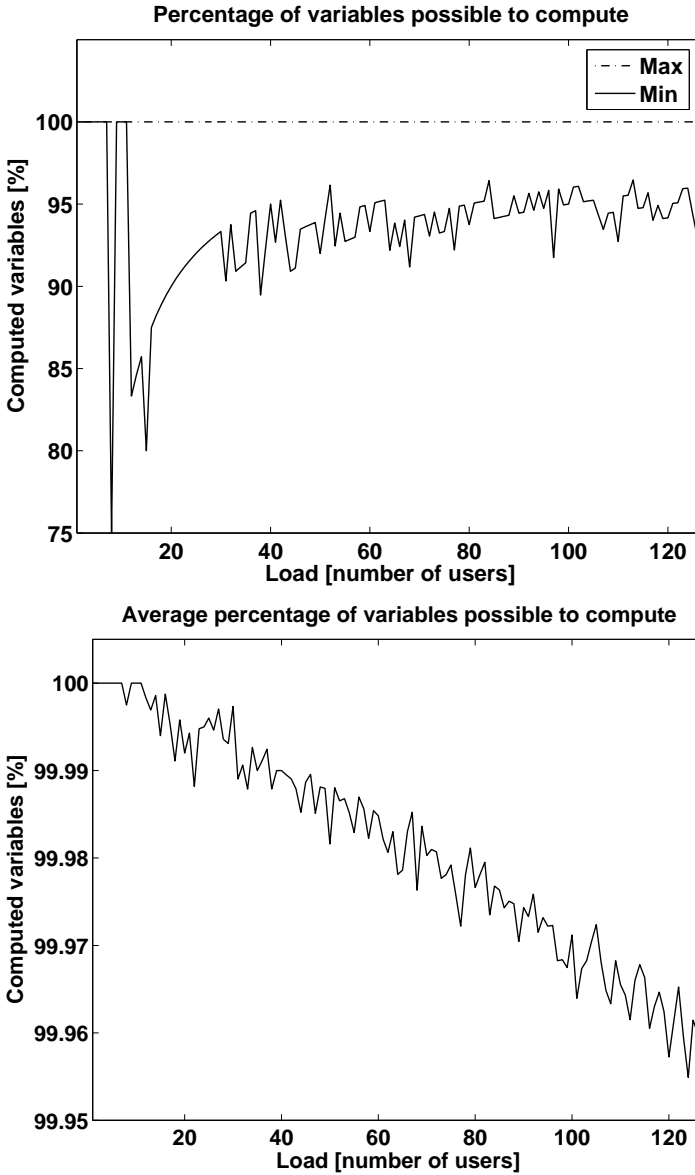 Percentage of variables possible to compute
Max
Min
100
95
90
85
80
75
Computed variables [%]
20 40 60 80 100 120
Load [number of users]
Average percentage of variables possible to compute
100
99.99
99.98
99.97
99.96
99.95
Computed variables [%]
20 40 60 80 100 120
Load [number of users]